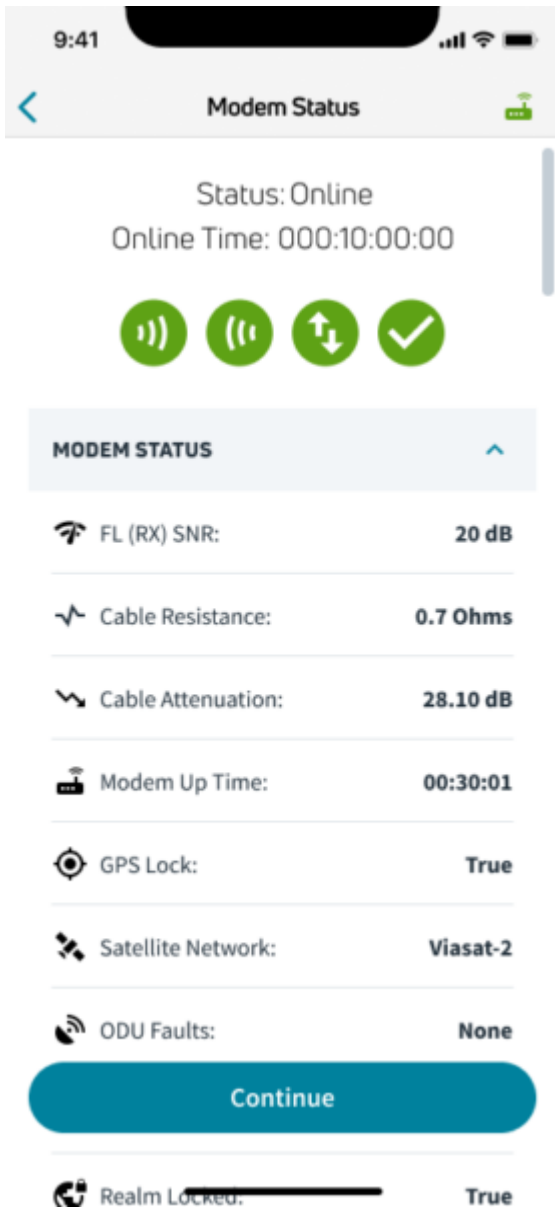 9:41
Modem Status
Status: Online
Online Time: 000:10:00:00
MODEM STATUS
FL (RX) SNR: 20 dB
Cable Resistance: 0.7 Ohms
Cable Attenuation: 28.10 dB
Modem Up Time: 00:30:01
GPS Lock: True
Satellite Network: Viasat-2
ODU Faults: None
Continue
Realm Locked: True